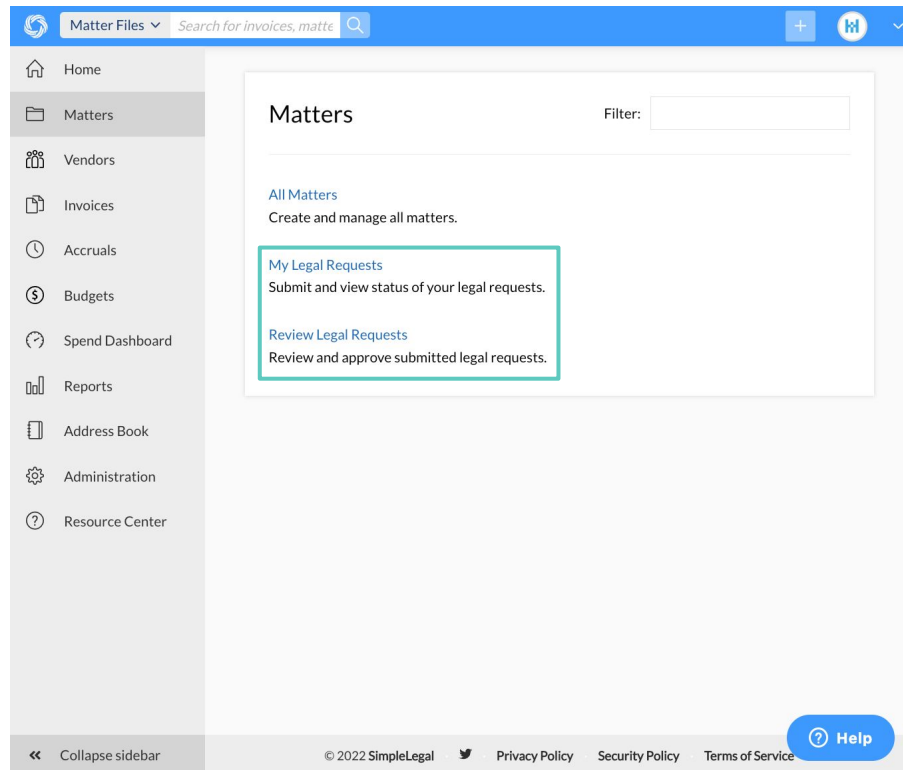 Matter Files Search for invoices, matte
Home
Matters
Vendors
Invoices
Accruals
Budgets
Spend Dashboard
Reports
Address Book
Administration
Resource Center
Collapse sidebar
Matters Filter:
All Matters
Create and manage all matters.
My Legal Requests
Submit and view status of your legal requests.
Review Legal Requests
Review and approve submitted legal requests.
© 2022 SimpleLegal Privacy Policy Security Policy Terms of Service
Help